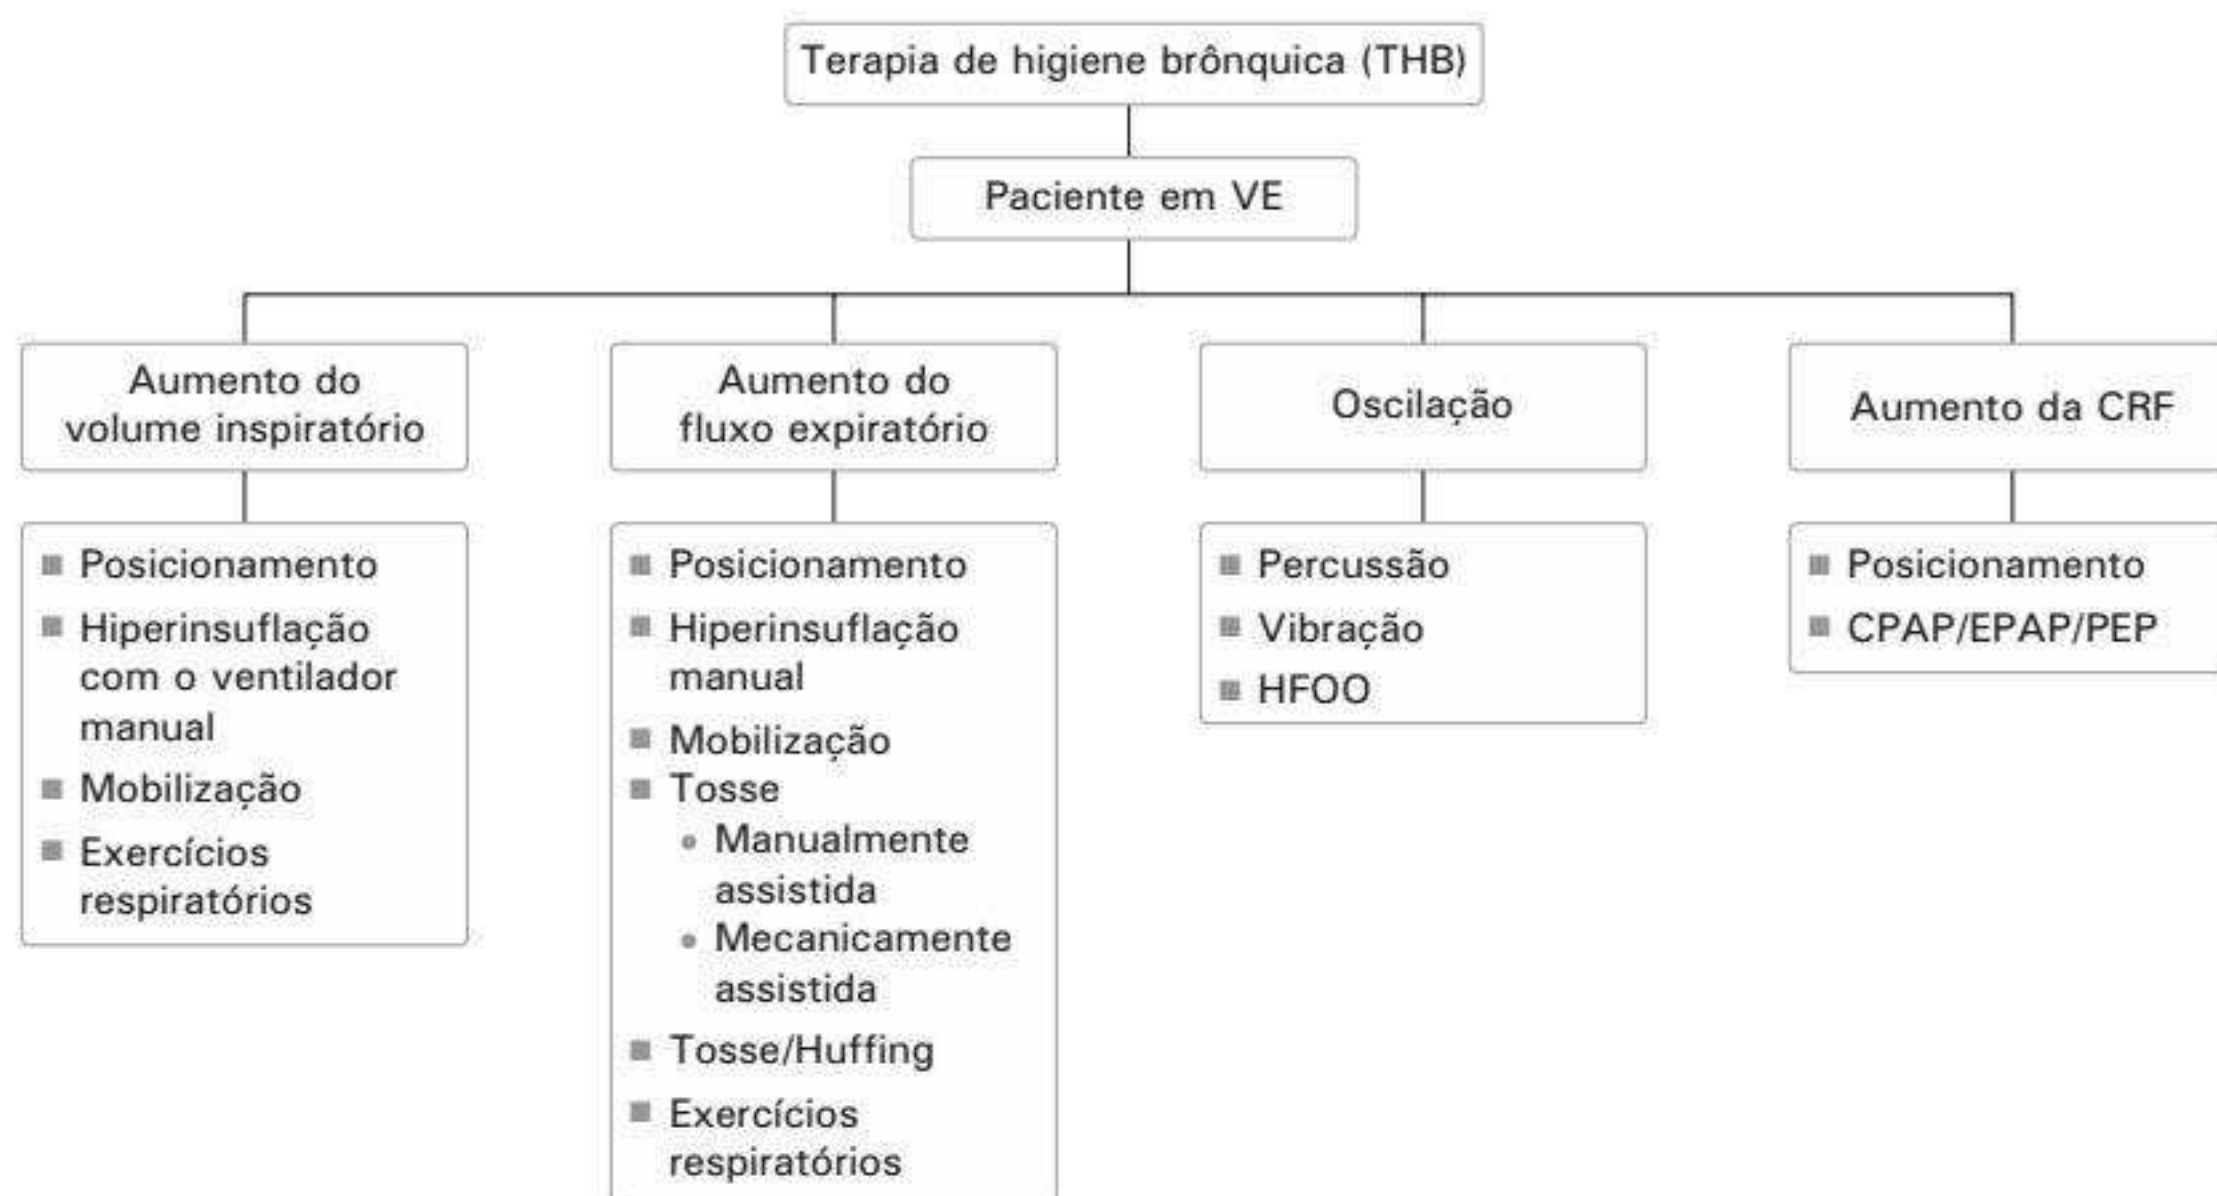 Terapia de higiene brônquica (THB)
Paciente em VE
Aumento do
volume inspiratório
■ Posicionamento
■ Hiperinsuflação
com o ventilador
manual
■ Mobilização
■ Exercícios
respiratórios
Aumento do
fluxo expiratório
■ Posicionamento
■ Hiperinsuflação
manual
■ Mobilização
■ Tosse
• Manualmente
assistida
• Mecanicamente
assistida
■ Tosse/Huffing
■ Exercícios
respiratórios
Oscilação
■ Percussão
■ Vibração
■ HFOO
Aumento da CRF
■ Posicionamento
■ CPAP/EPAP/PEP